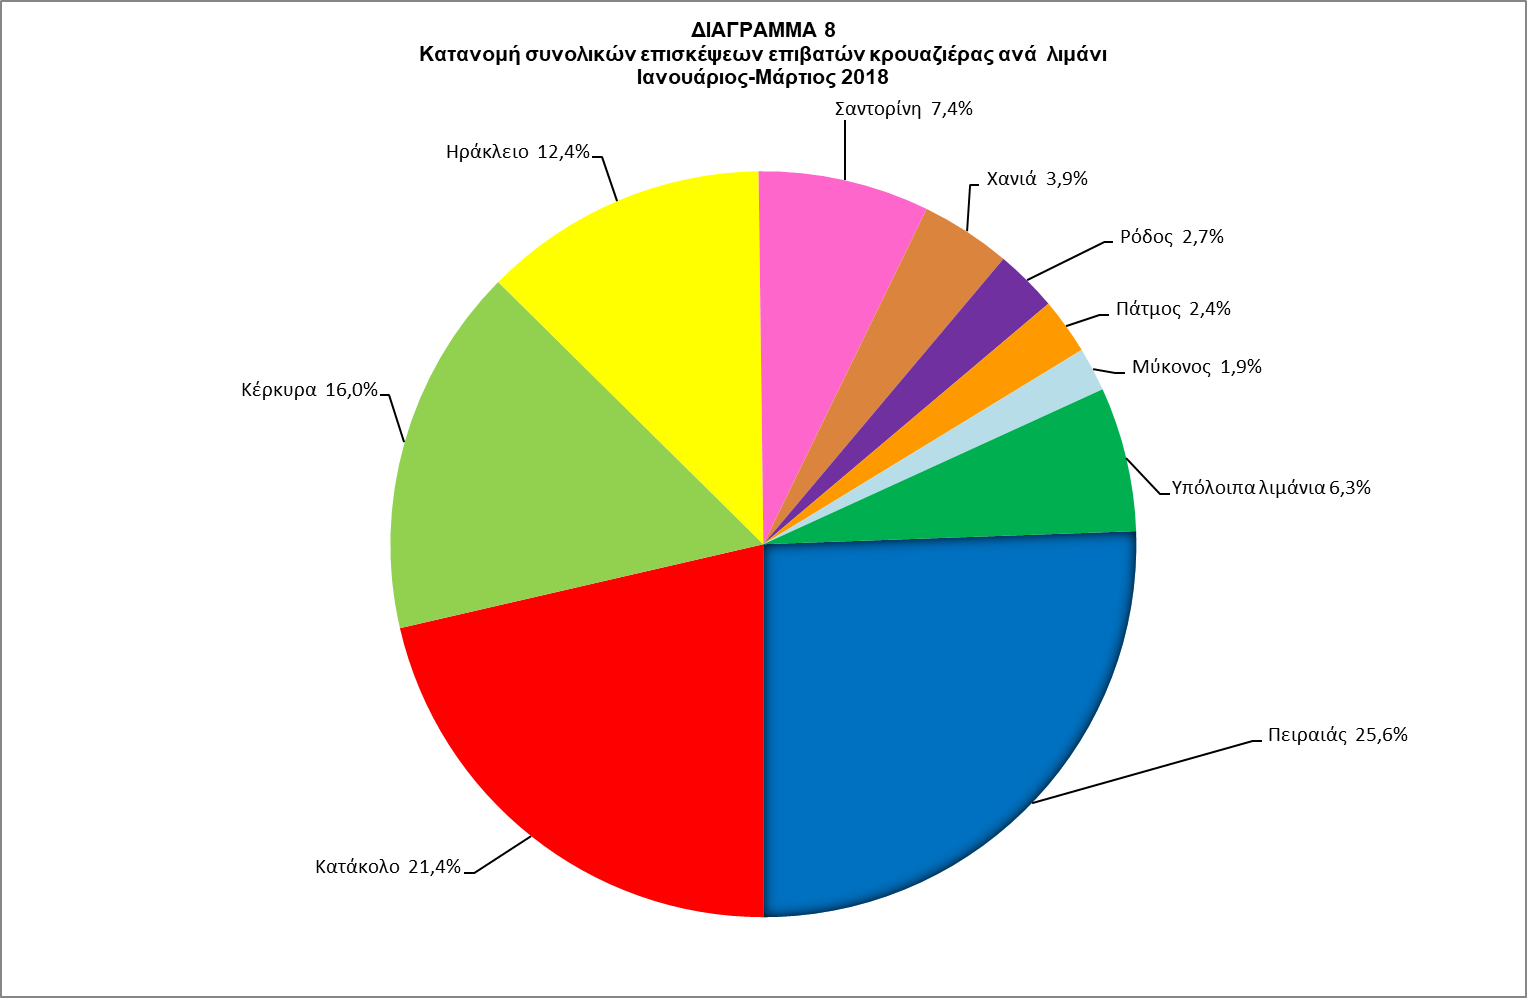 ΔΙΑΓΡΑΜΜΑ 8
Κατανομή συνολικών επισκέψεων επιβατών κρουαζιέρας ανά λιμάνι
Ιανουάριος-Μάρτιος 2018
Σαντορίνη 7,4%
Ηράκλειο 12,4%
Χανιά 3,9%
Ρόδος 2,7%
Πάτμος 2,4%
Μύκονος 1,9%
Κέρκυρα 16,0%
Υπόλοιπα λιμάνια 6,3%
Πειραιάς 25,6%
Κατάκολο 21,4%